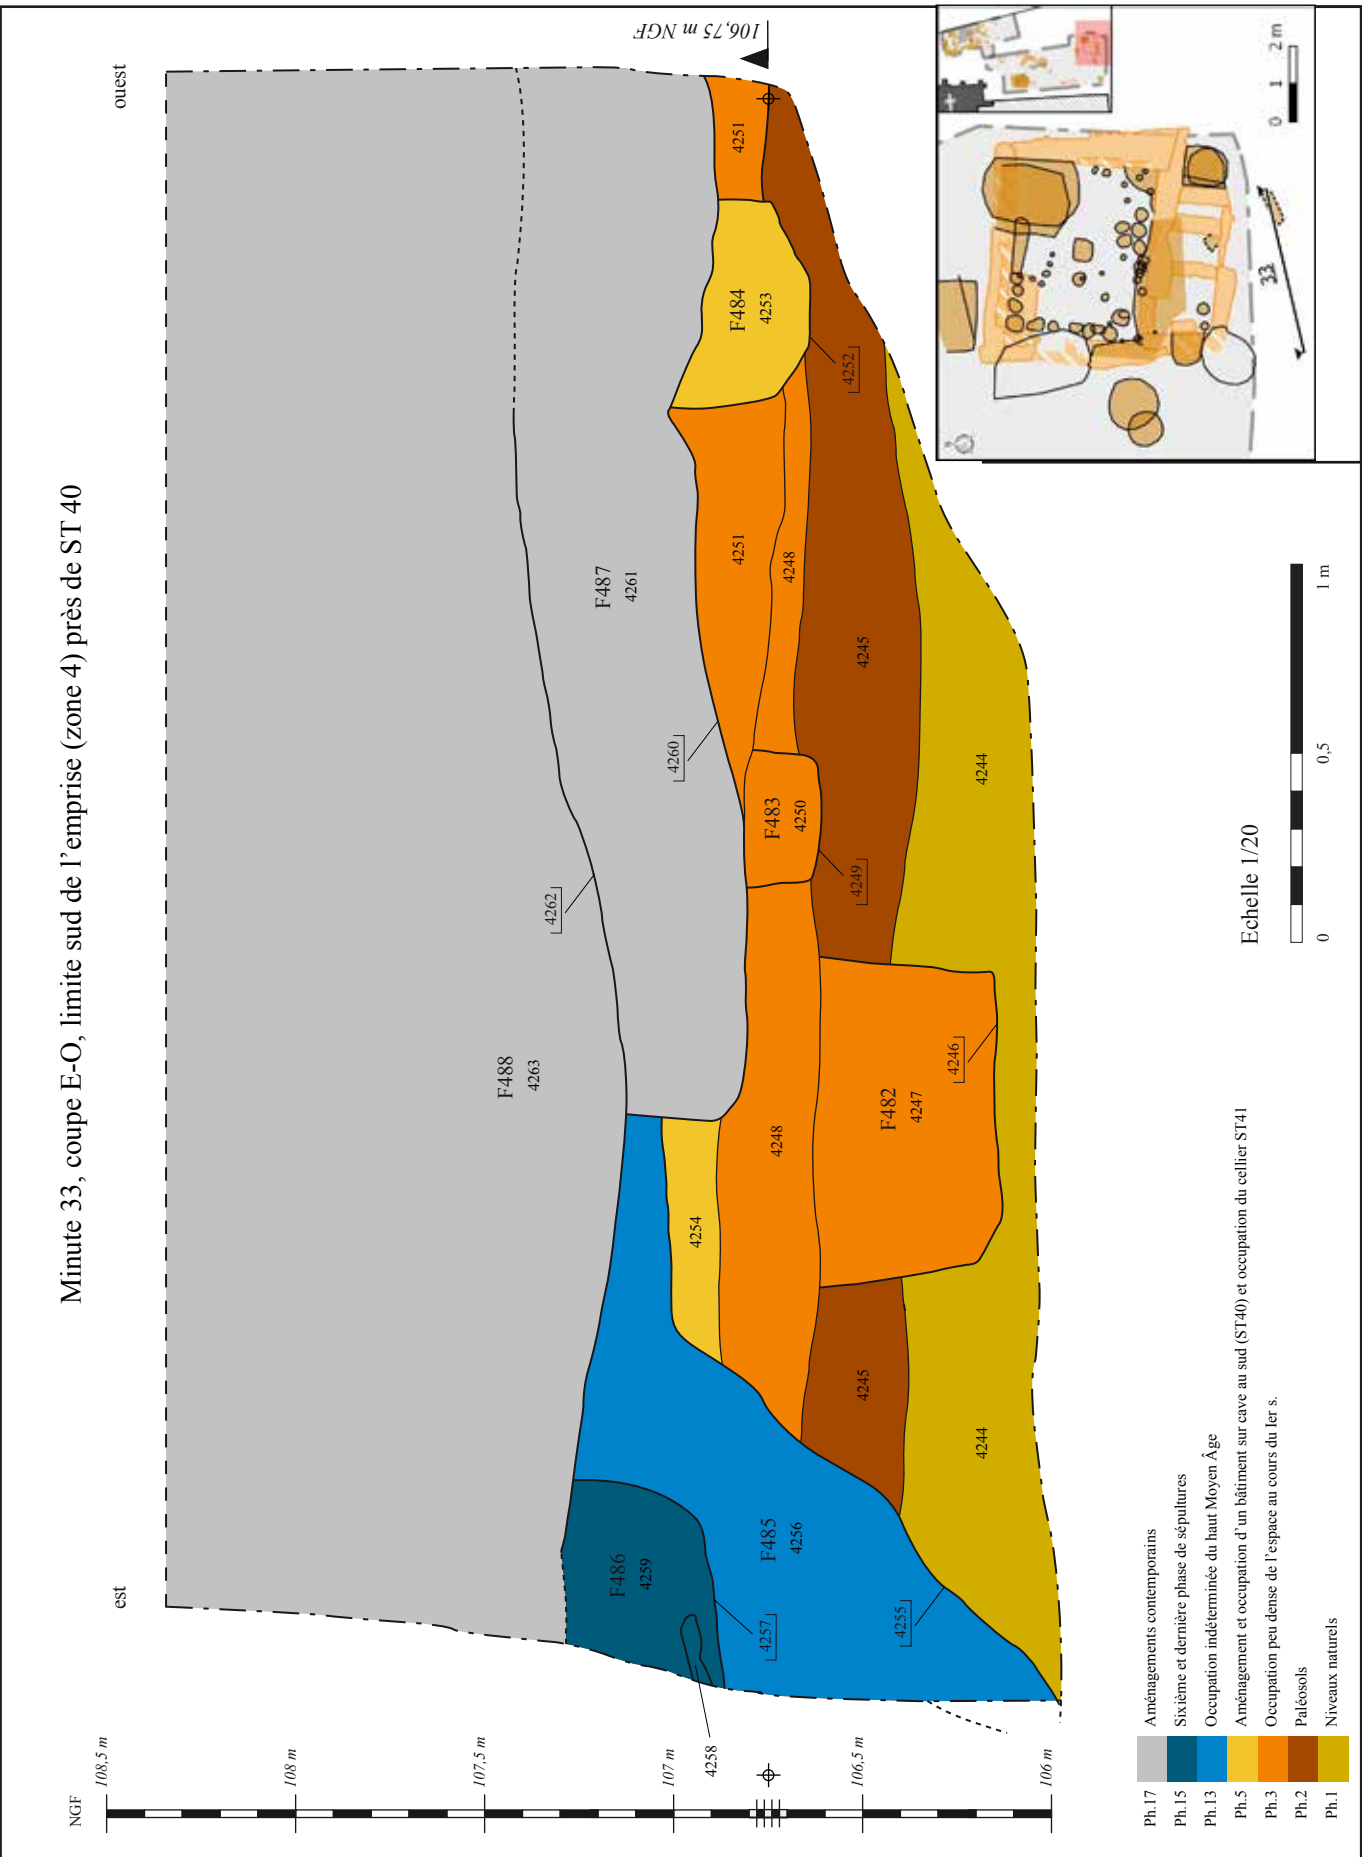 Minute 33, coupe E-O, limite sud de l'emprise (zone 4) près de ST 40
est
ouest
NGF
108,5 m
108 m
107,5 m
107 m
106,5 m
106 m
106,75 m NGF
F488
4263
4262
F487
4261
4260
F486
4259
4258
4257
F485
4256
4255
4254
F484
4253
4252
4251
4251
F483
4250
4249
4248
4248
F482
4247
4246
4245
4245
4244
4244
Ph.17 Aménagements contemporains
Ph.15 Sixième et dernière phase de sépultures
Ph.13 Occupation indéterminée du haut Moyen Âge
Ph.5 Aménagement et occupation d'un bâtiment sur cave au sud (ST40) et occupation du cellier ST41
Ph.3 Occupation peu dense de l'espace au cours du Ier s.
Ph.2 Paléosols
Ph.1 Niveaux naturels
Echelle 1/20
0 0,5 1 m
33
0 1 2 m